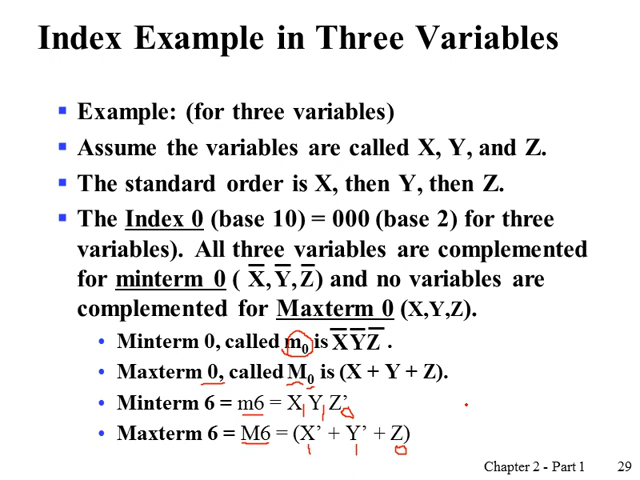 Index Example in Three Variables
Example: (for three variables)
Assume the variables are called X, Y, and Z.
The standard order is X, then Y, then Z.
The Index 0 (base 10) = 000 (base 2) for three
variables). All three variables are complemented
for minterm 0 ( X̅, Y̅, Z̅) and no variables are
complemented for Maxterm 0 (X,Y,Z).
• Minterm 0, called m₀ is X̅ Y̅ Z̅ .
• Maxterm 0, called M₀ is (X + Y + Z).
• Minterm 6 = m6 = X Y Z’
• Maxterm 6 = M6 = (X’ + Y’ + Z)
Chapter 2 - Part 1 29